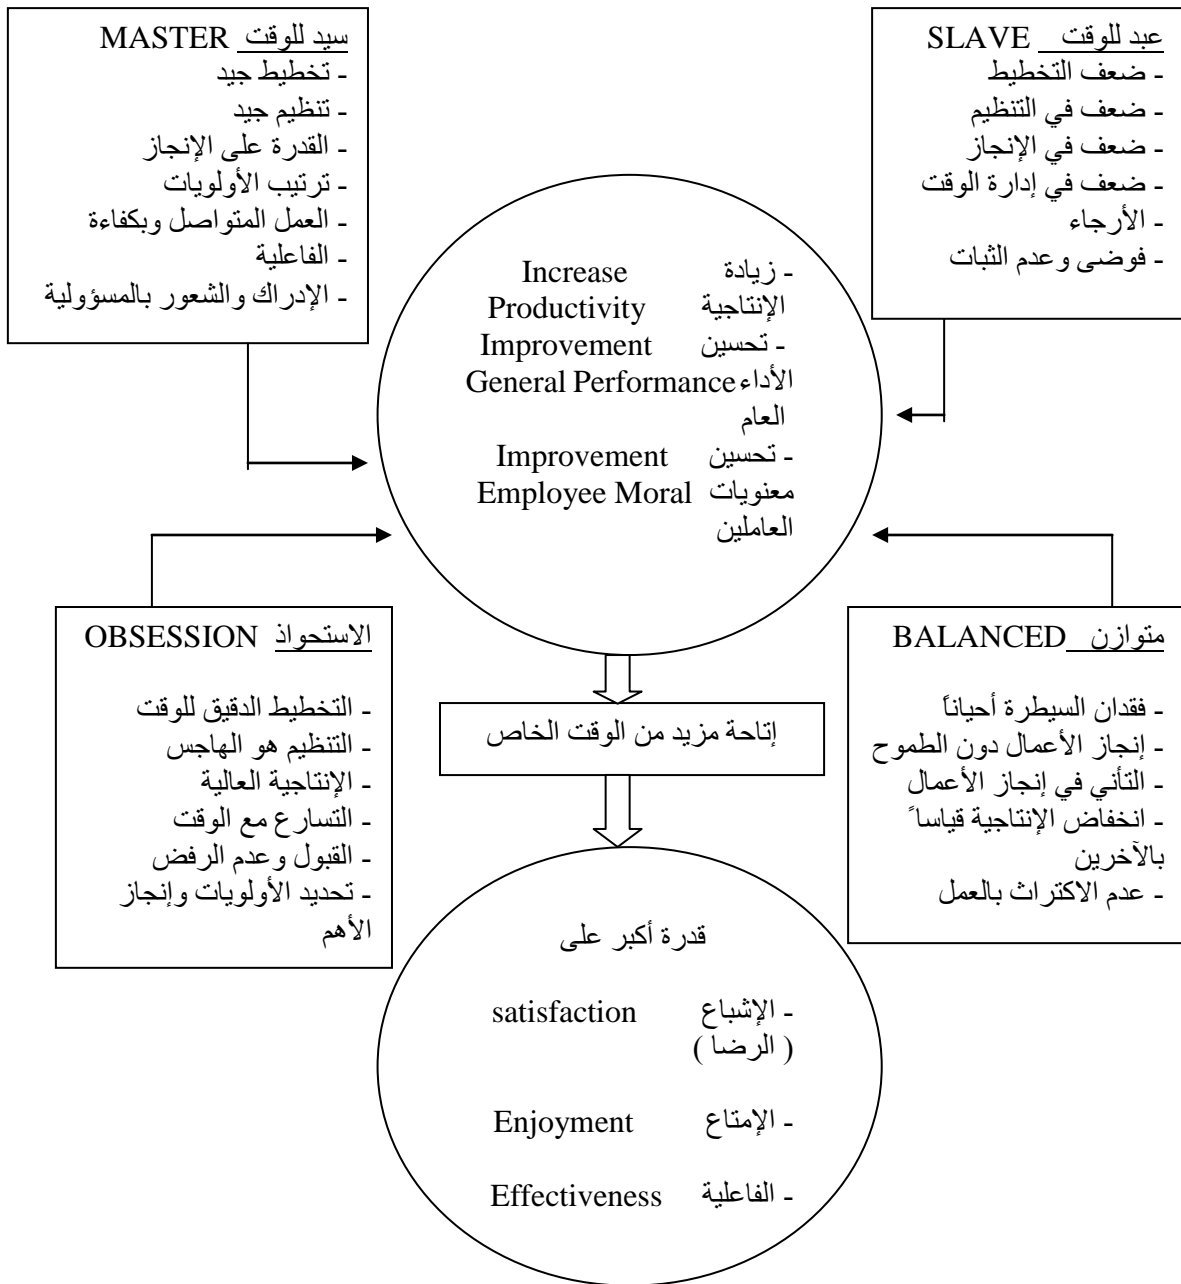 عبد للوقت SLAVE
- ضعف التخطيط
- ضعف في التنظيم
- ضعف في الإنجاز
- ضعف في إدارة الوقت
- الأرجاء
- فوضى وعدم الثبات
سيد للوقت MASTER
- تخطيط جيد
- تنظيم جيد
- القدرة على الإنجاز
- ترتيب الأولويات
- العمل المتواصل وبكفاءة
- الفاعلية
- الإدراك والشعور بالمسؤولية
- زيادة Increase
الإنتاجية Productivity
- تحسين Improvement
الأداء General Performance
العام
- تحسين Improvement
معنويات Employee Moral
العاملين
متوازن BALANCED
- فقدان السيطرة أحياناً
- إنجاز الأعمال دون الطموح
- التأني في إنجاز الأعمال
- انخفاض الإنتاجية قياساً
بالآخرين
- عدم الاكتراث بالعمل
الاستحواذ OBSESSION
- التخطيط الدقيق للوقت
- التنظيم هو الهاجس
- الإنتاجية العالية
- التسارع مع الوقت
- القبول وعدم الرفض
- تحديد الأولويات وإنجاز
الأهم
إتاحة مزيد من الوقت الخاص
قدرة أكبر على
- الإشباع satisfaction
( الرضا )
- الإمتاع Enjoyment
- الفاعلية Effectiveness